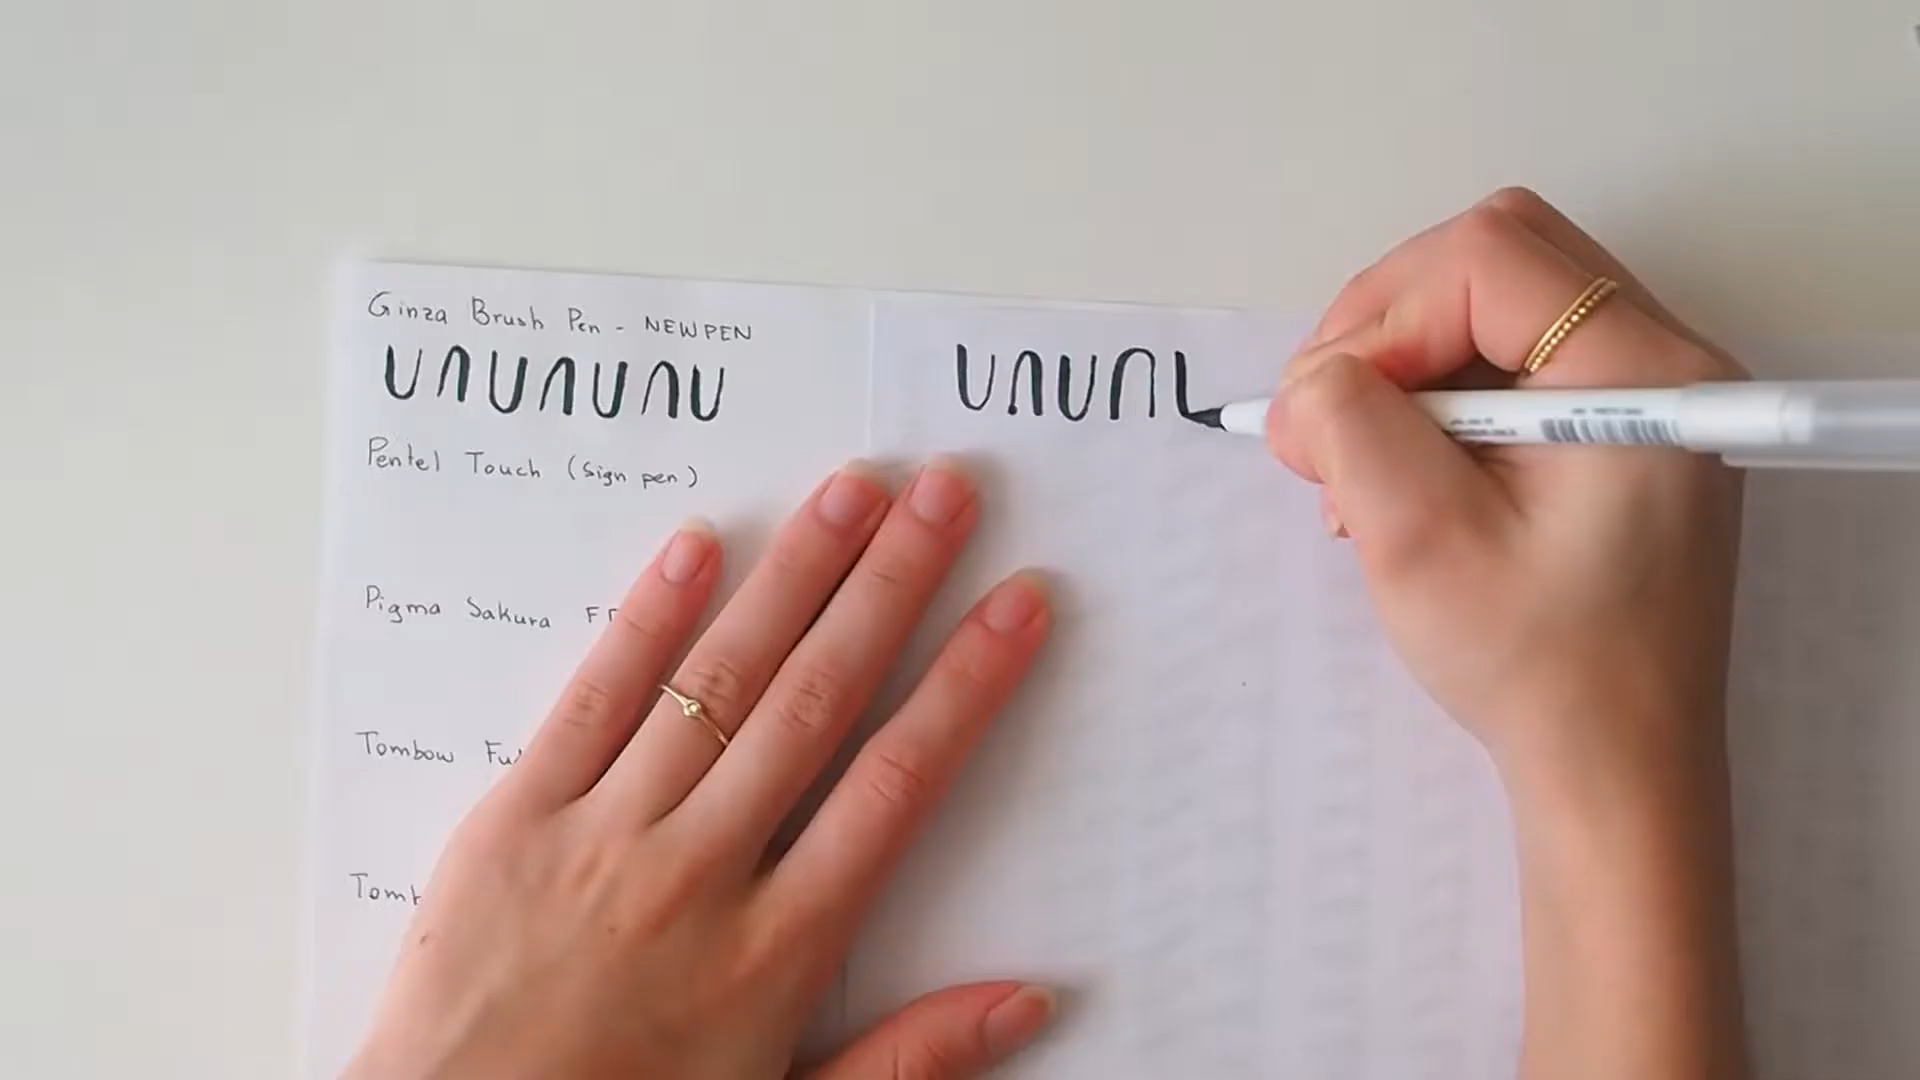 Ginza Brush Pen - NEWPEN
Pentel Touch (Sign pen)
Pigma Sakura
Tombow